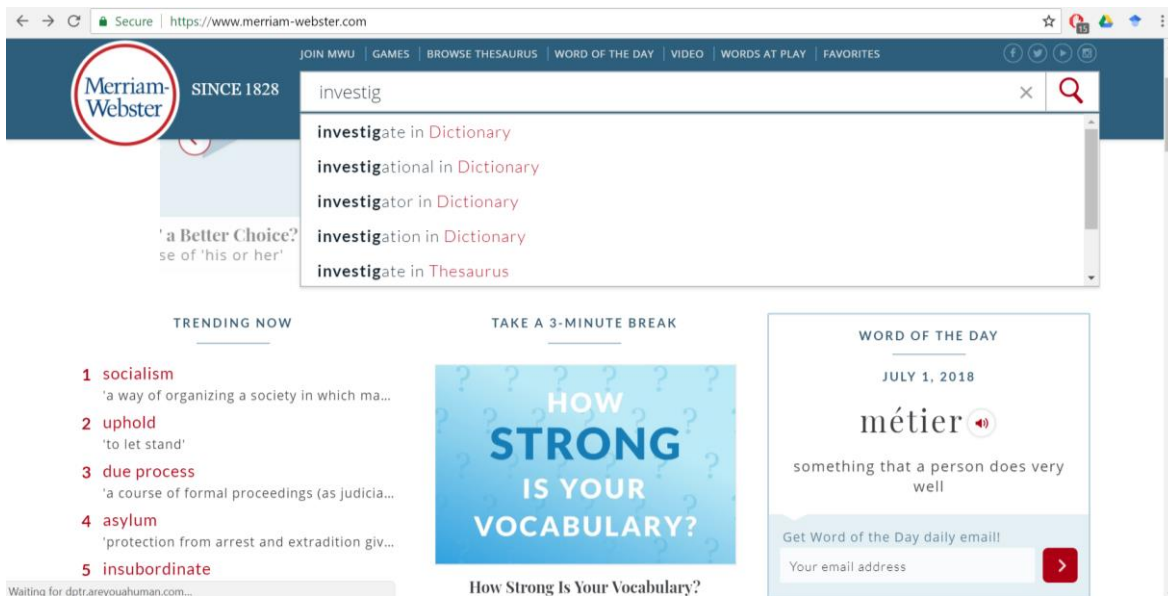 Secure | https://www.merriam-webster.com
15
JOIN MWU | GAMES | BROWSE THESAURUS | WORD OF THE DAY | VIDEO | WORDS AT PLAY | FAVORITES
Merriam-
Webster
SINCE 1828
investig
investigate in Dictionary
investigational in Dictionary
investigator in Dictionary
investigation in Dictionary
investigate in Thesaurus
' a Better Choice?
se of 'his or her'
TRENDING NOW
1 socialism
'a way of organizing a society in which ma...
2 uphold
'to let stand'
3 due process
'a course of formal proceedings (as judicia...
4 asylum
'protection from arrest and extradition giv...
5 insubordinate
Waiting for dptr.areyouahuman.com...
TAKE A 3-MINUTE BREAK
HOW
STRONG
IS YOUR
VOCABULARY?
How Strong Is Your Vocabulary?
WORD OF THE DAY
JULY 1, 2018
métier
something that a person does very
well
Get Word of the Day daily email!
Your email address